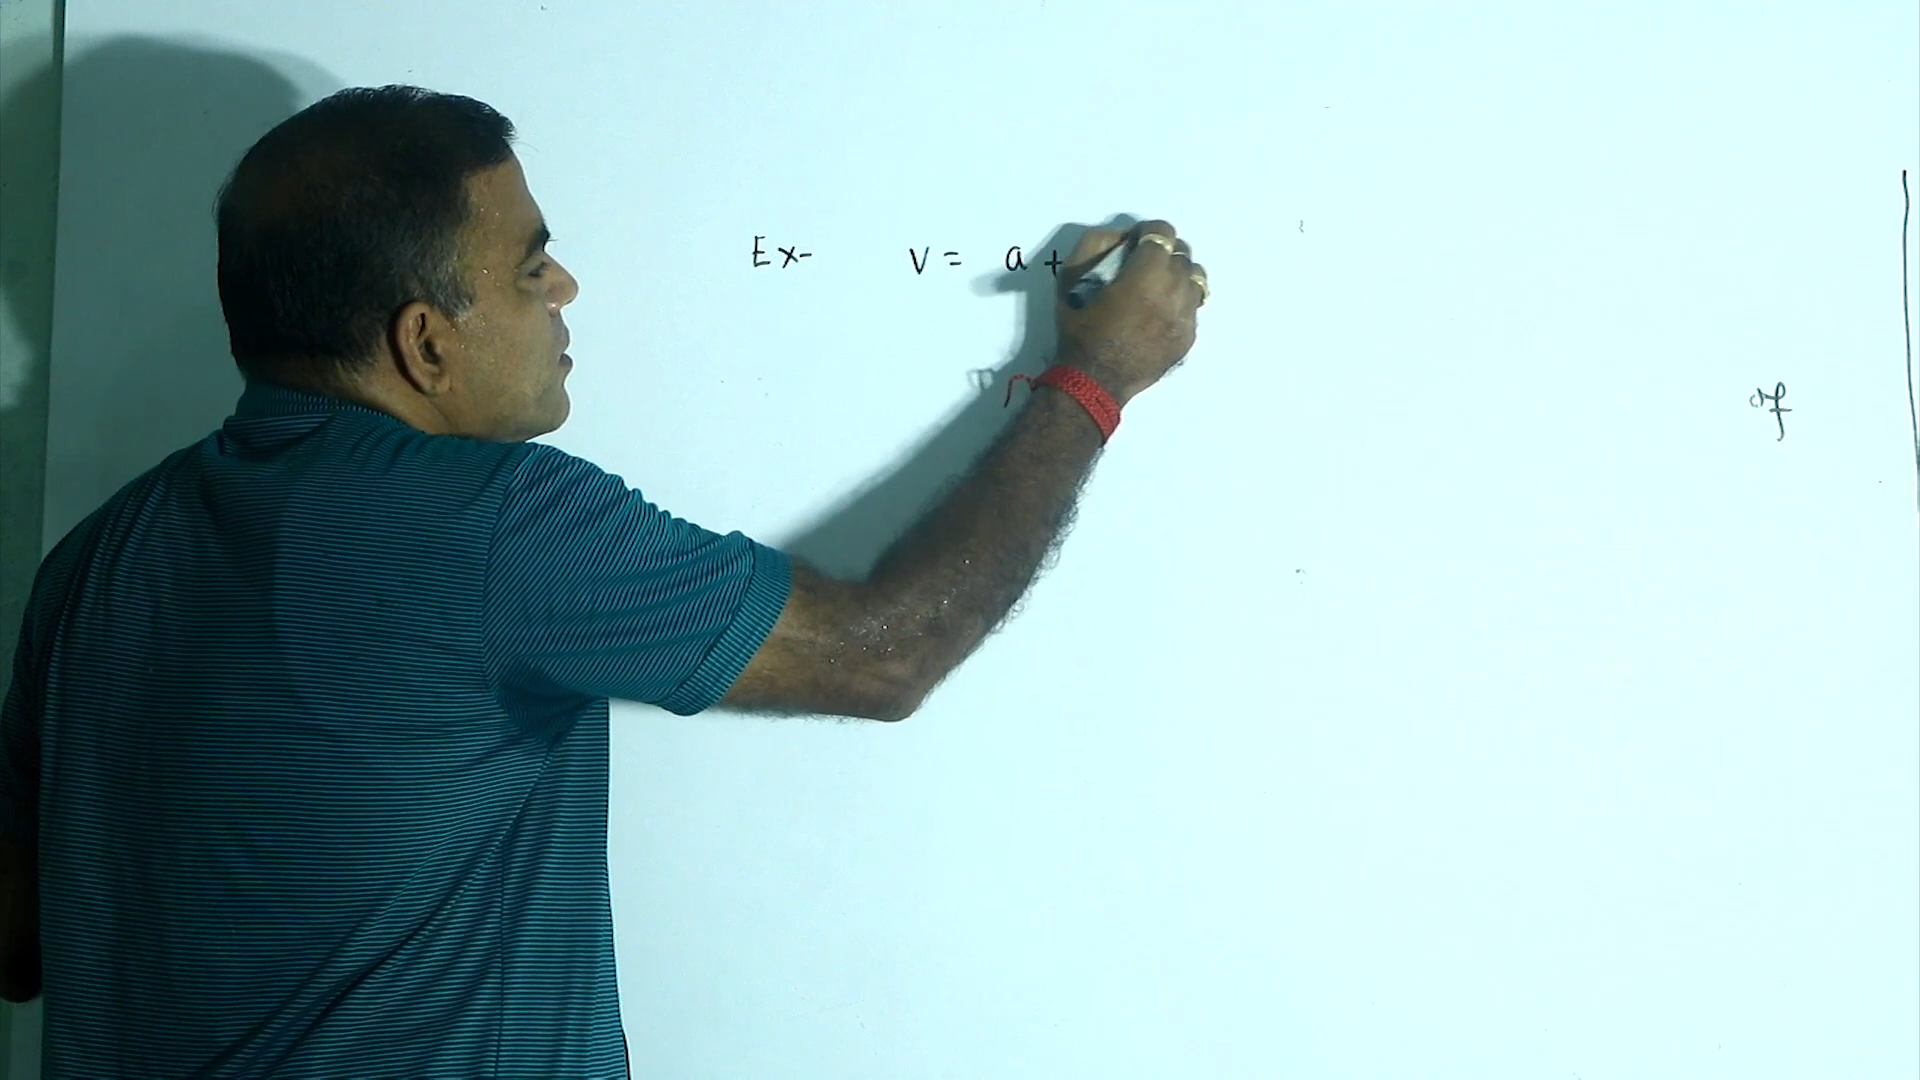 Ex- v = a +